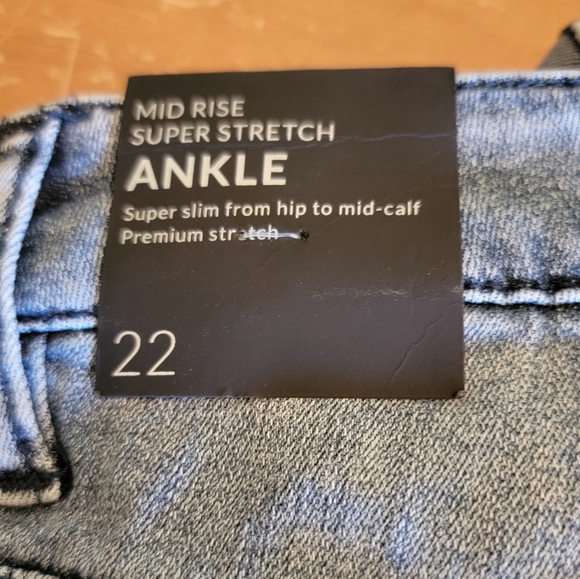 MID RISE
SUPER STRETCH
ANKLE
Super slim from hip to mid-calf
Premium stretch
22